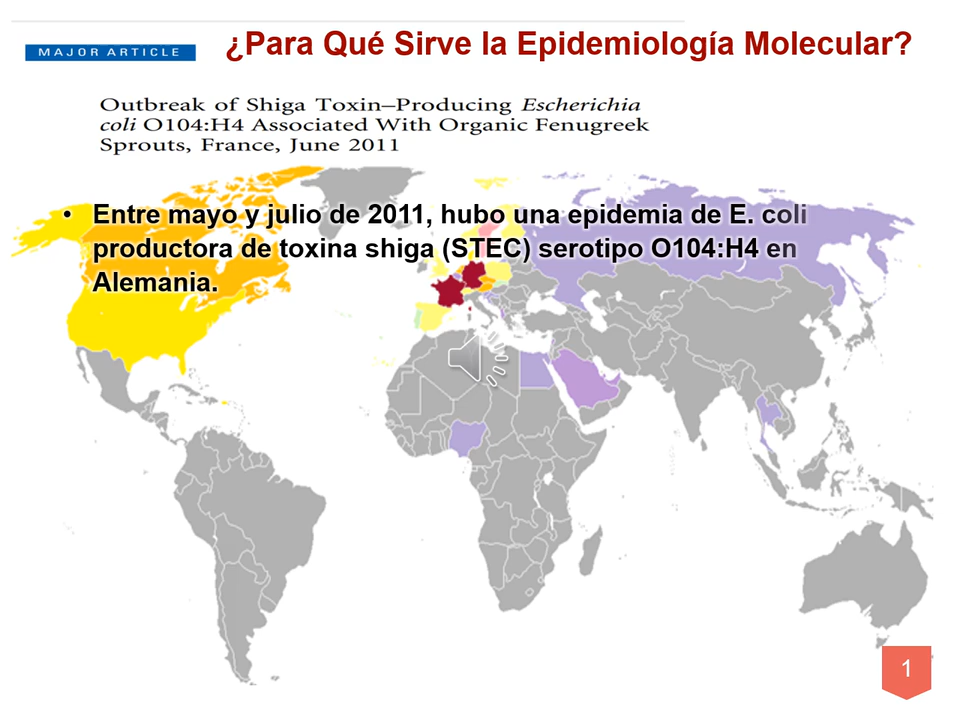 ¿Para Qué Sirve la Epidemiología Molecular?
MAJOR ARTICLE
Outbreak of Shiga Toxin–Producing Escherichia
coli O104:H4 Associated With Organic Fenugreek
Sprouts, France, June 2011
• Entre mayo y julio de 2011, hubo una epidemia de E. coli
productora de toxina shiga (STEC) serotipo O104:H4 en
Alemania.
1